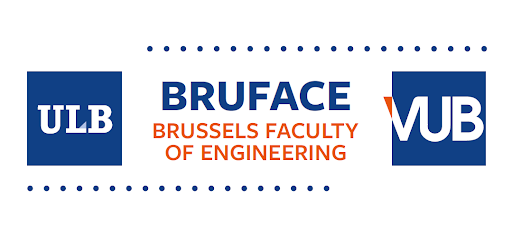 ULB
BRUFACE
BRUSSELS FACULTY
OF ENGINEERING
VUB